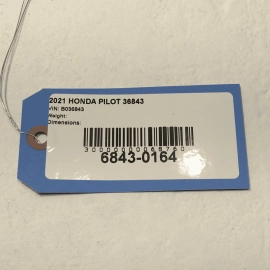 2021 HONDA PILOT 36843
VIN: B036843
Weight:
Dimensions:
6843-0164